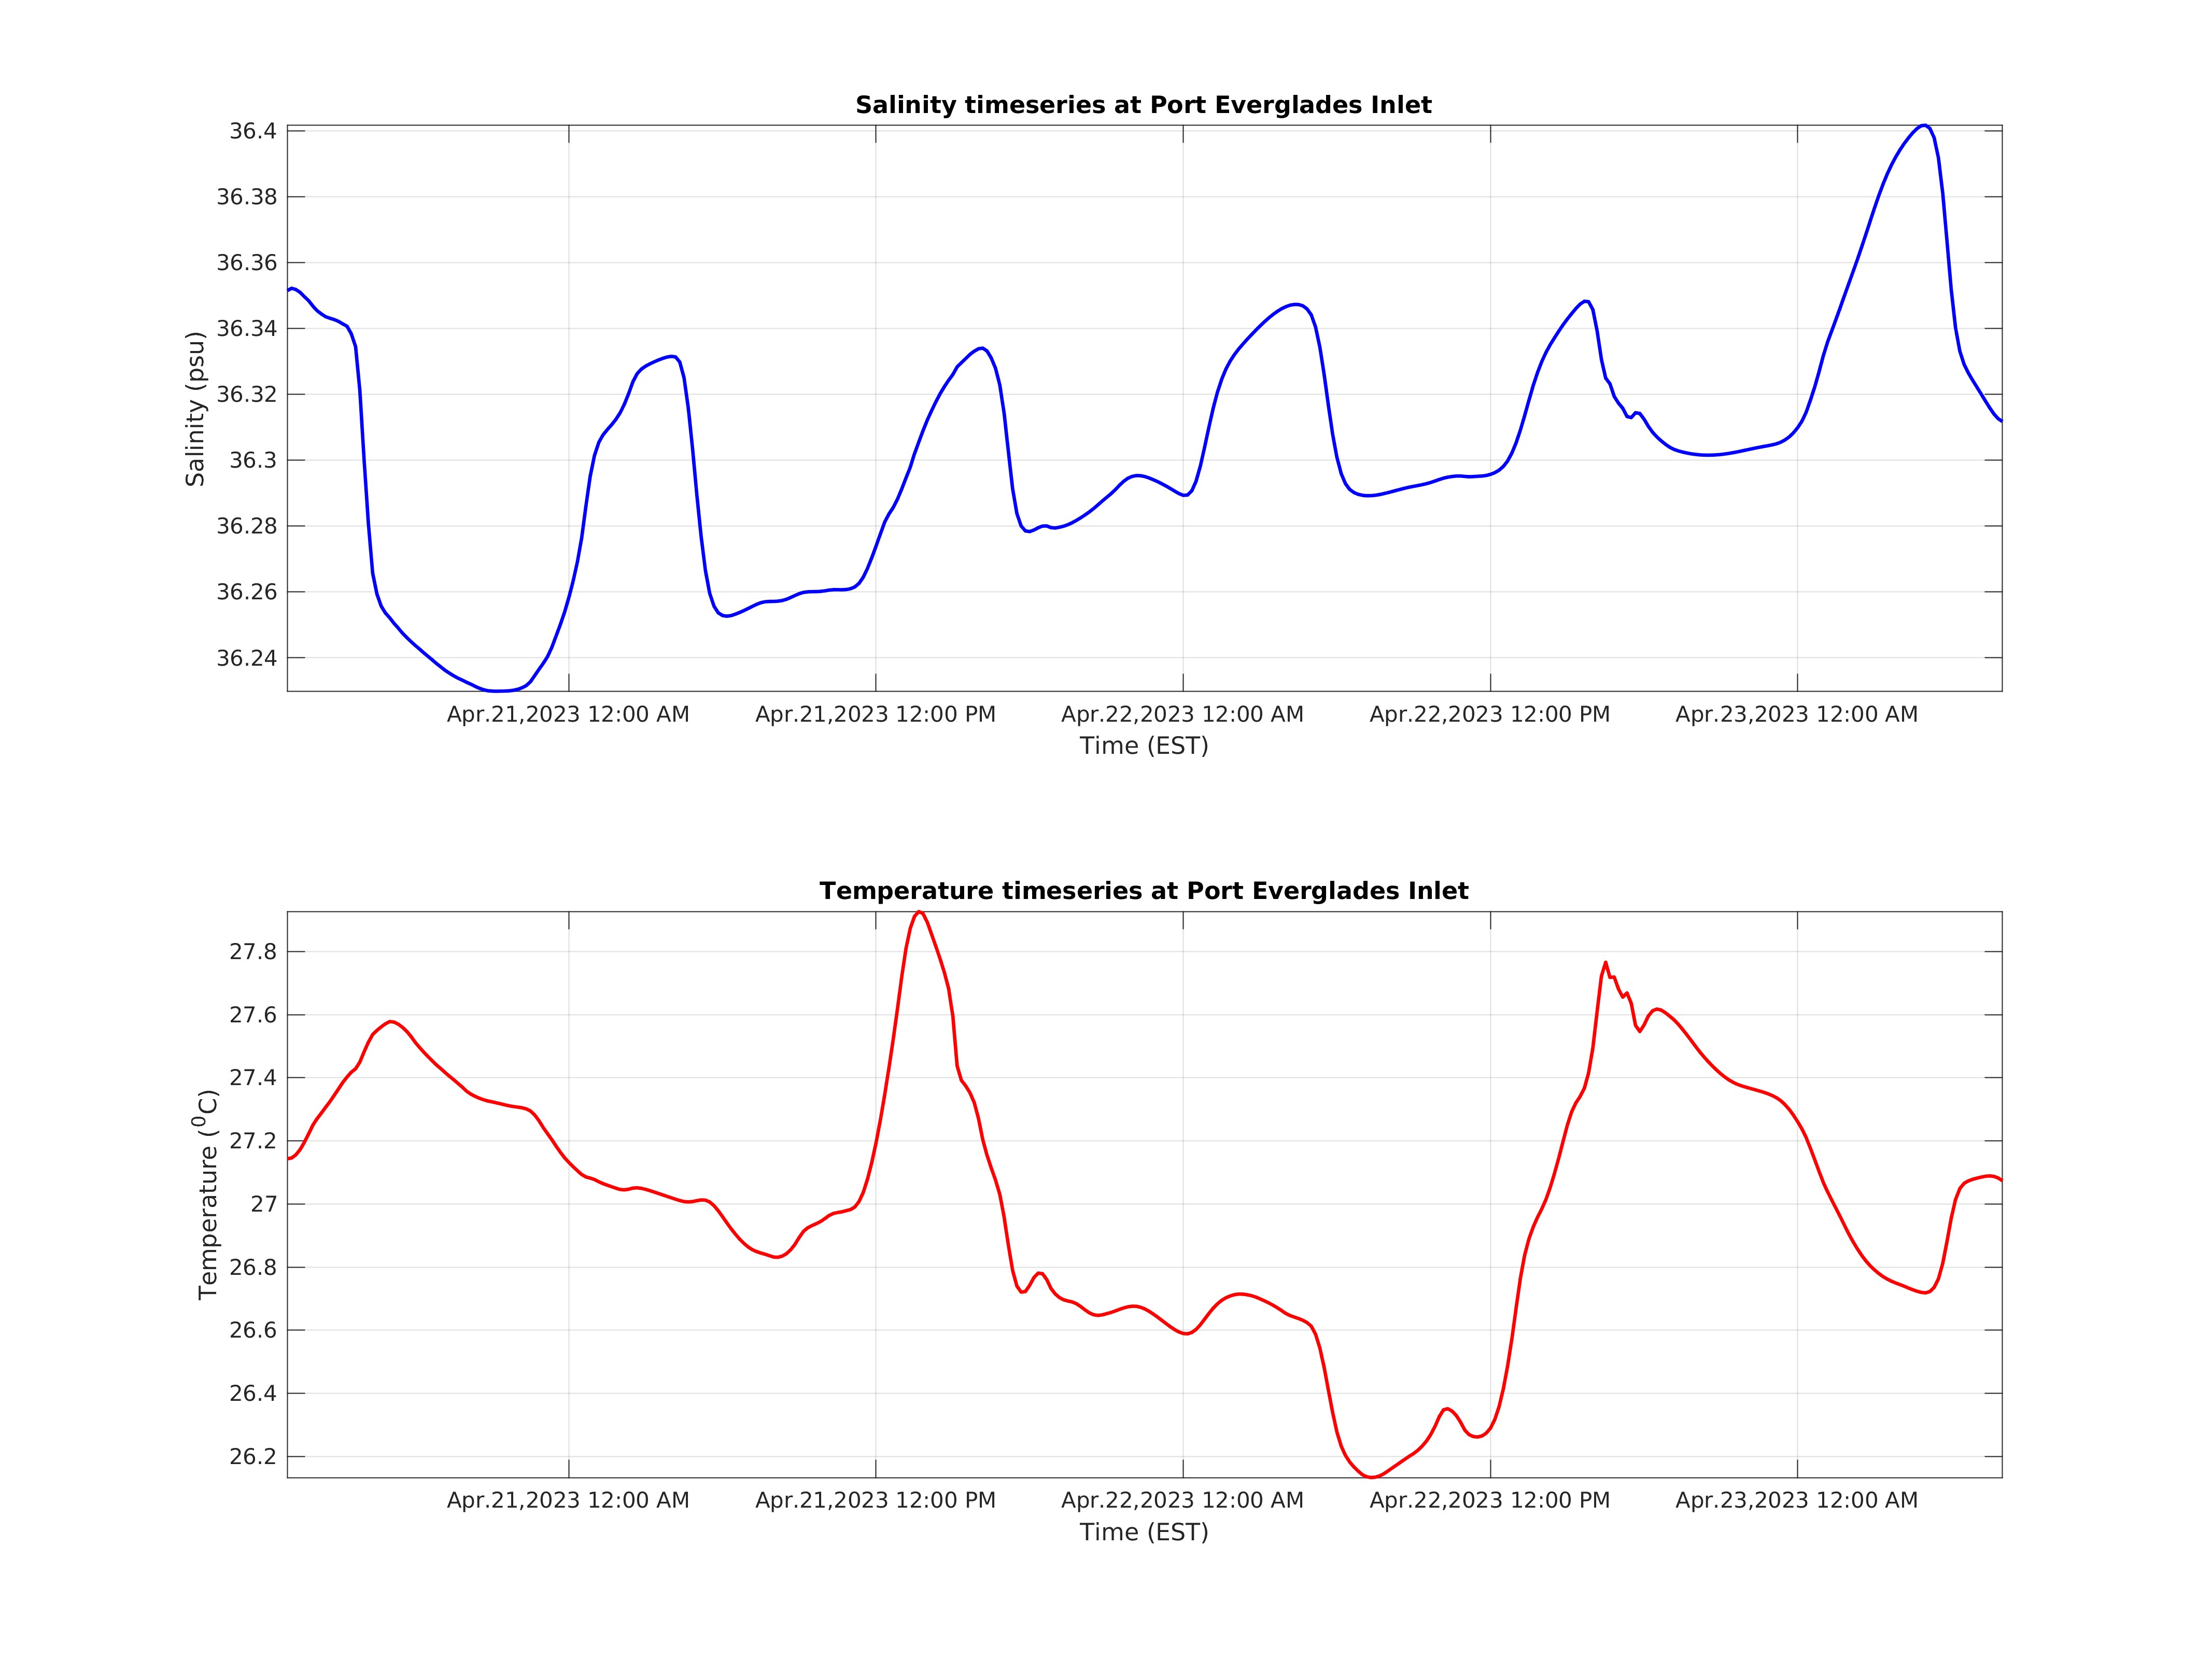 Salinity timeseries at Port Everglades Inlet
36.4
36.38
36.36
36.34
36.32
36.3
36.28
36.26
36.24
Salinity (psu)
Apr.21,2023 12:00 AM Apr.21,2023 12:00 PM Apr.22,2023 12:00 AM Apr.22,2023 12:00 PM Apr.23,2023 12:00 AM
Time (EST)
Temperature timeseries at Port Everglades Inlet
27.8
27.6
27.4
27.2
27
26.8
26.6
26.4
26.2
Temperature (⁰C)
Apr.21,2023 12:00 AM Apr.21,2023 12:00 PM Apr.22,2023 12:00 AM Apr.22,2023 12:00 PM Apr.23,2023 12:00 AM
Time (EST)